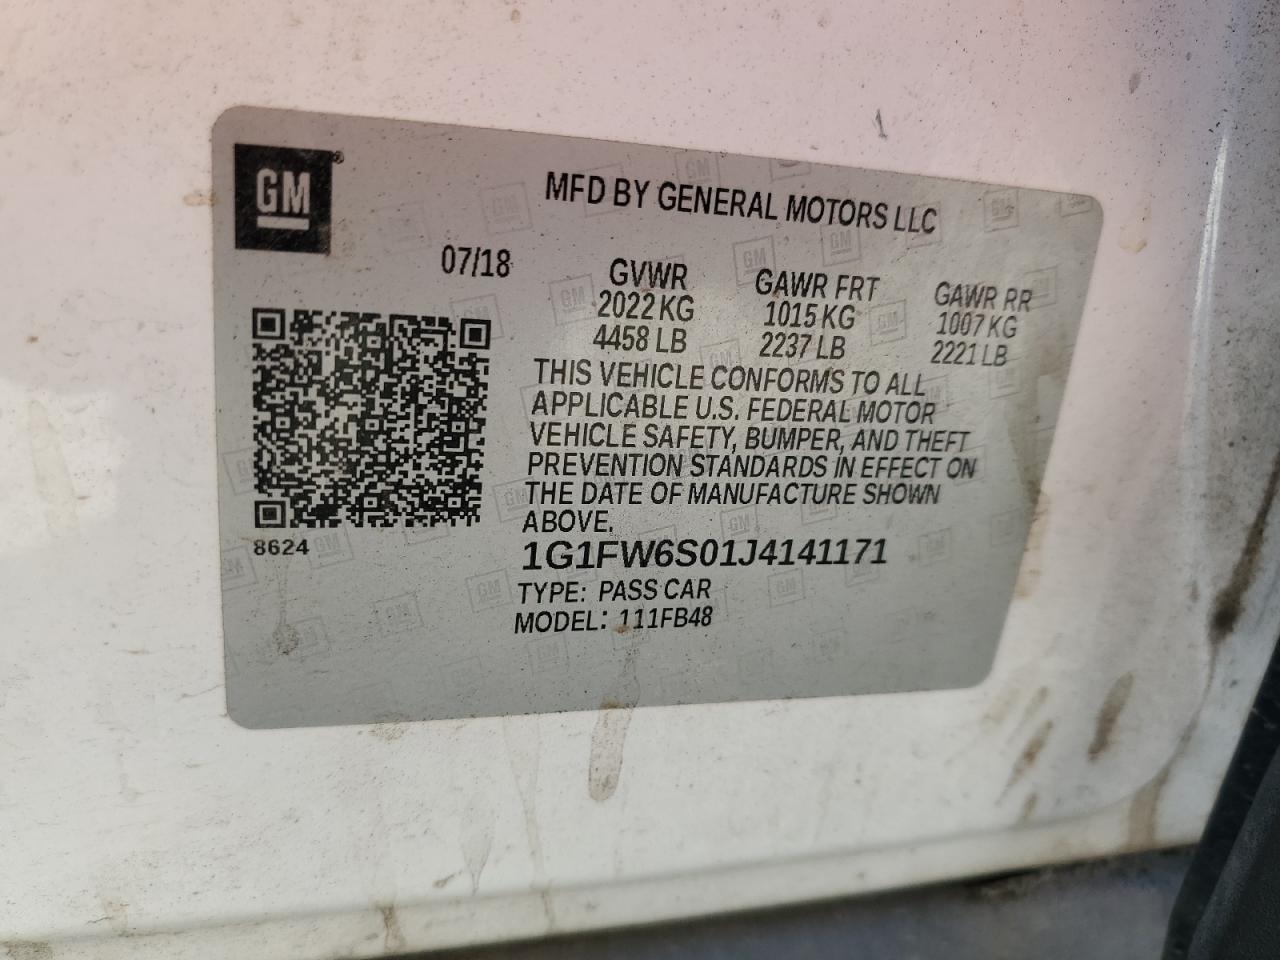 GM
MFD BY GENERAL MOTORS LLC
07/18
GVWR
2022 KG
4458 LB
GAWR FRT
1015 KG
2237 LB
GAWR RR
1007 KG
2221 LB
THIS VEHICLE CONFORMS TO ALL
APPLICABLE U.S. FEDERAL MOTOR
VEHICLE SAFETY, BUMPER, AND THEFT
PREVENTION STANDARDS IN EFFECT ON
THE DATE OF MANUFACTURE SHOWN
ABOVE.
8624
1G1FW6S01J4141171
TYPE: PASS CAR
MODEL: 111FB48